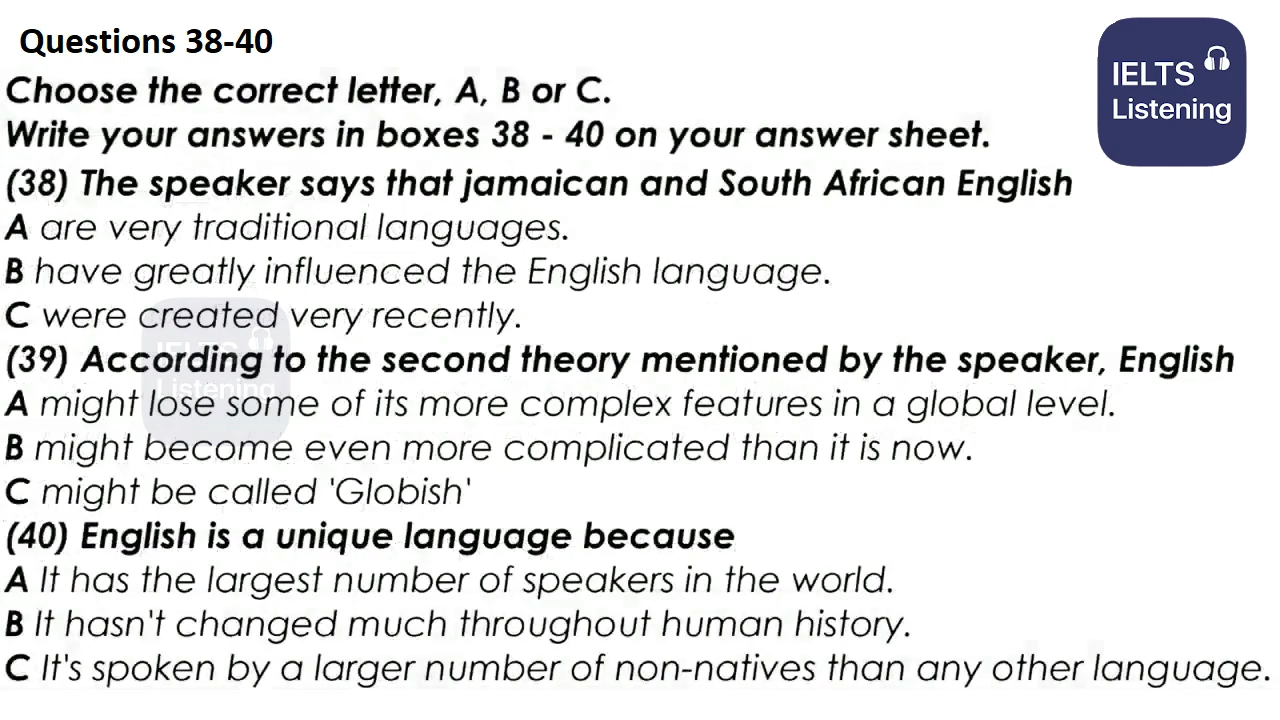 Questions 38-40
IELTS
Listening
Choose the correct letter, A, B or C.
Write your answers in boxes 38 - 40 on your answer sheet.
(38) The speaker says that jamaican and South African English
A are very traditional languages.
B have greatly influenced the English language.
C were created very recently.
(39) According to the second theory mentioned by the speaker, English
IELTS
Listening
A might lose some of its more complex features in a global level.
B might become even more complicated than it is now.
C might be called 'Globish'
(40) English is a unique language because
A It has the largest number of speakers in the world.
B It hasn't changed much throughout human history.
C It's spoken by a larger number of non-natives than any other language.